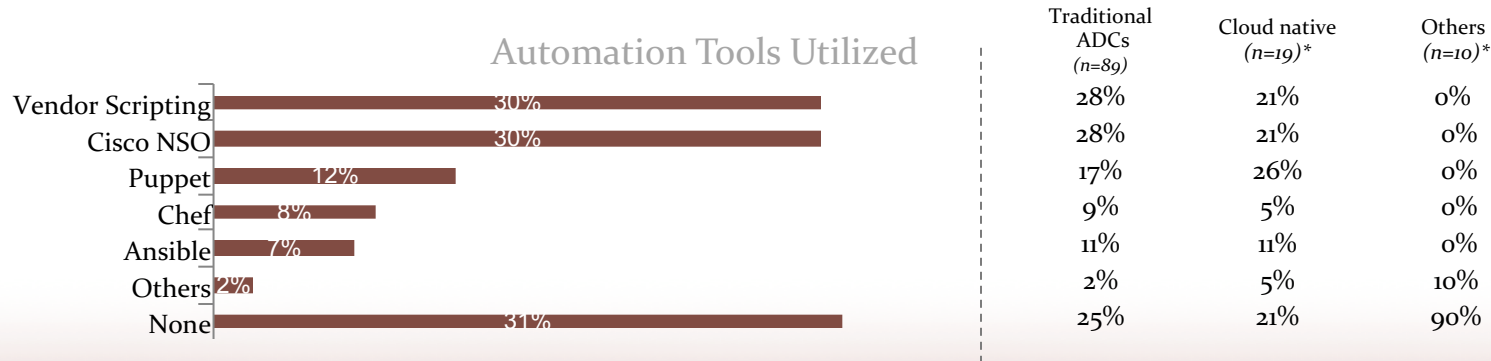 Automation Tools Utilized
Traditional
ADCs
(n=89)
Cloud native
(n=19)*
Others
(n=10)*
Vendor Scripting 30% 28% 21% 0%
Cisco NSO 30% 28% 21% 0%
Puppet 12% 17% 26% 0%
Chef 8% 9% 5% 0%
Ansible 7% 11% 11% 0%
Others 2% 2% 5% 10%
None 31% 25% 21% 90%